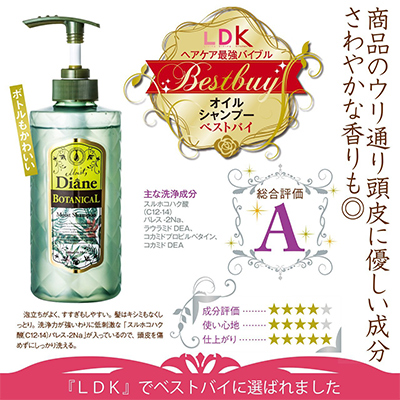 商品のウリ通り頭皮に優しい成分
さわやかな香りも◎
LDK
ヘアケア最強バイブル
Bestbuy
オイル
シャンプー
ベストバイ
ボトルもかわいい
Moist
Diane
BOTANICAL
Moist Shampoo
主な洗浄成分
スルホコハク酸
(C12-14)
パレス-2Na、
ラウラミド DEA、
コカミドプロピルベタイン、
コカミド DEA
総合評価
A
成分評価 ★★★★☆
使い心地 ★★★★★
仕上がり ★★★★☆
泡立ちがよく、すすぎもしやすい。髪はキシミもなくし
っとり。洗浄力が強いわりに低刺激な「スルホコハク
酸(C12-14)パレス-2Na」が入っているので、頭皮を傷
めずにしっかり洗える。
『LDK』でベストバイに選ばれました